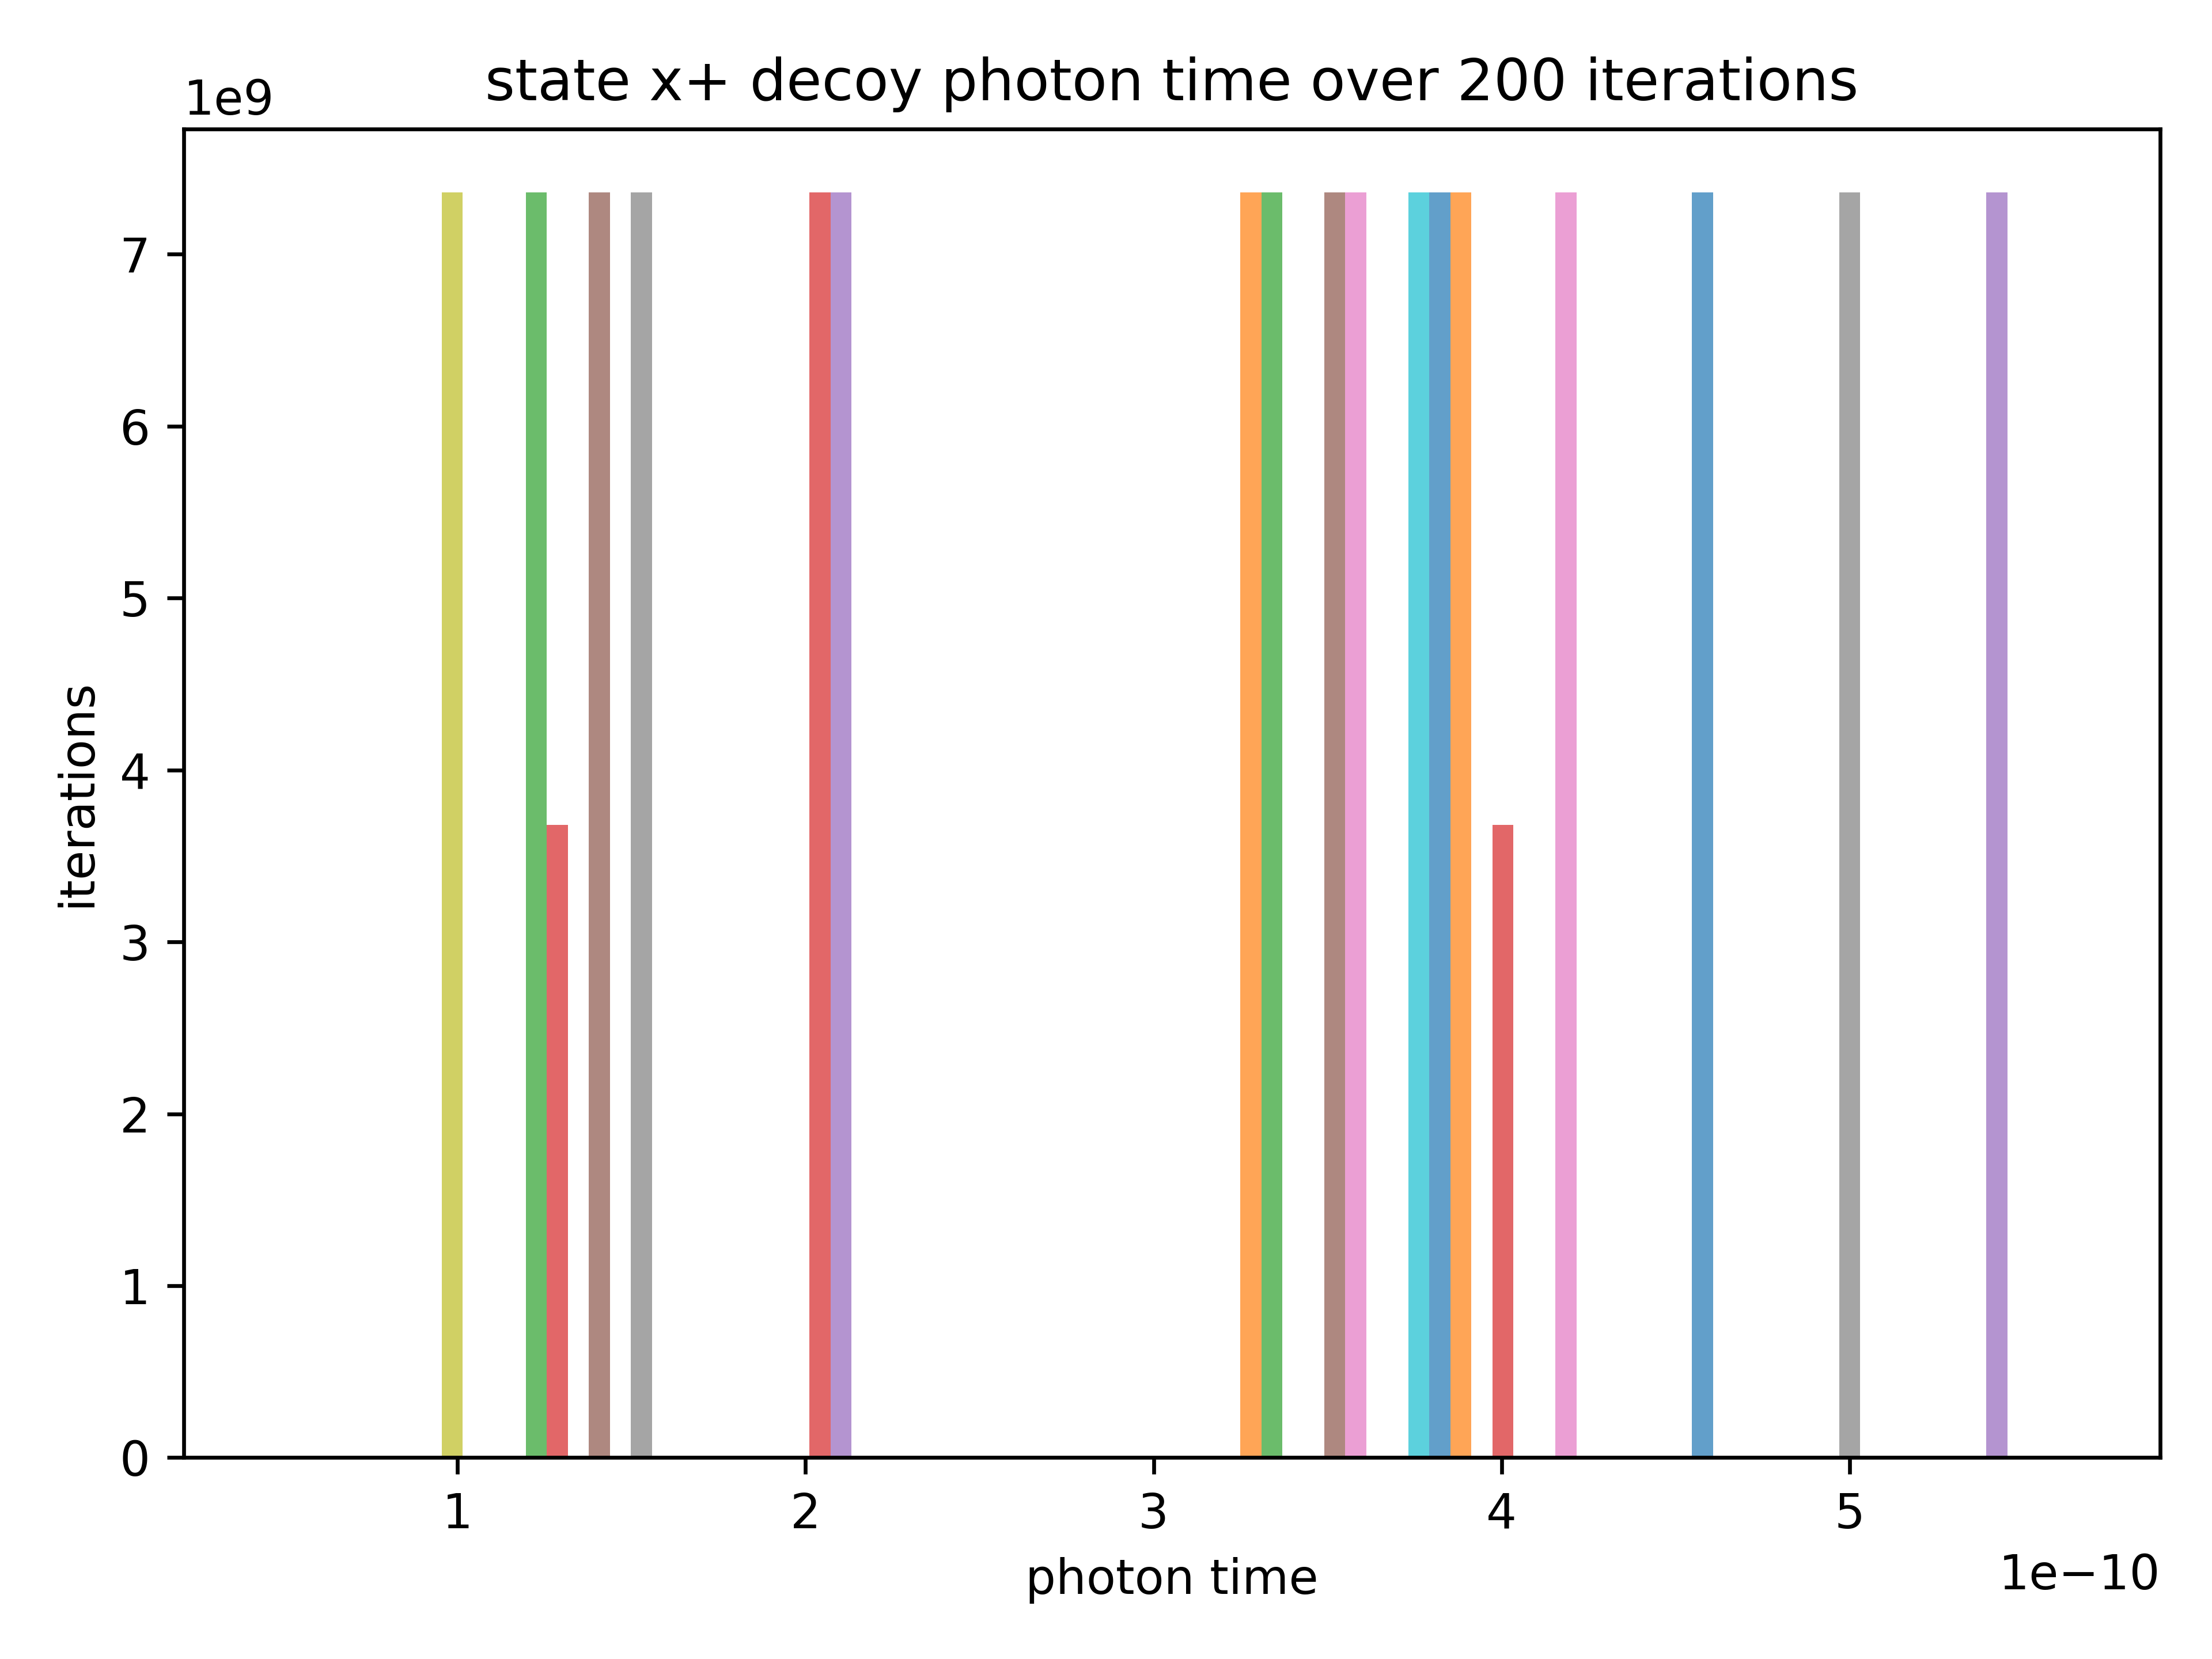 state x+ decoy photon time over 200 iterations
1e9
7
6
5
4
3
2
1
0
iterations
1 2 3 4 5
photon time
1e−10